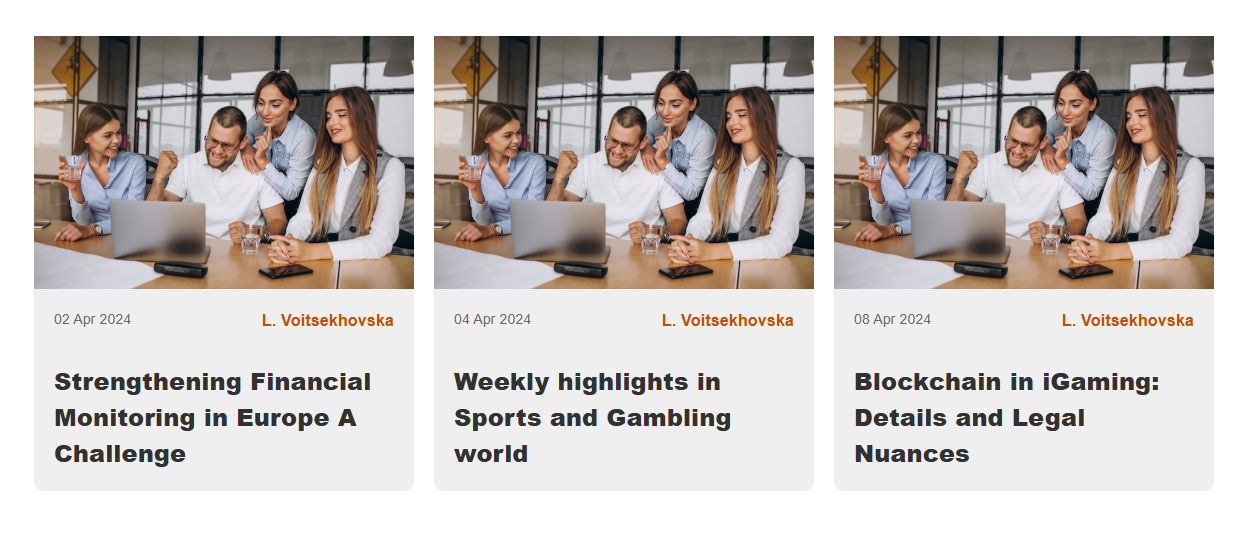 02 Apr 2024
L. Voitsekhovska
Strengthening Financial
Monitoring in Europe A
Challenge
04 Apr 2024
L. Voitsekhovska
Weekly highlights in
Sports and Gambling
world
08 Apr 2024
L. Voitsekhovska
Blockchain in iGaming:
Details and Legal
Nuances